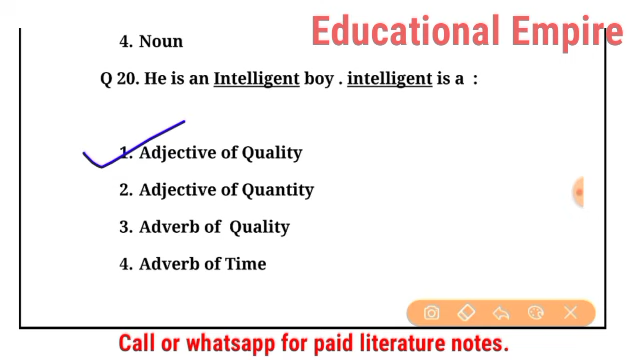 Educational Empire
4. Noun
Q 20. He is an Intelligent boy . intelligent is a :
1. Adjective of Quality
2. Adjective of Quantity
3. Adverb of Quality
4. Adverb of Time
Call or whatsapp for paid literature notes.